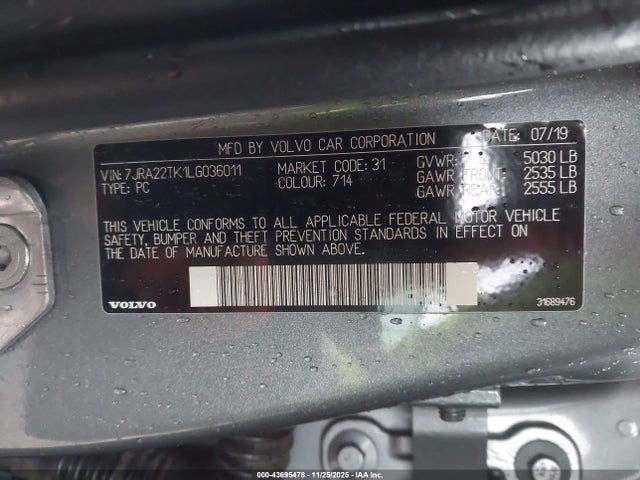 MFD BY VOLVO CAR CORPORATION DATE: 07/19
VIN: 7JRA22TK1LG036011 MARKET CODE: 31 GVWR: 5030 LB
TYPE: PC COLOUR: 714 GAWR FRONT: 2535 LB
GAWR REAR: 2555 LB
THIS VEHICLE CONFORMS TO ALL APPLICABLE FEDERAL MOTOR VEHICLE
SAFETY, BUMPER AND THEFT PREVENTION STANDARDS IN EFFECT ON
THE DATE OF MANUFACTURE SHOWN ABOVE.
VOLVO 31689476
000-43695478 - 11/25/2025 - IAAI